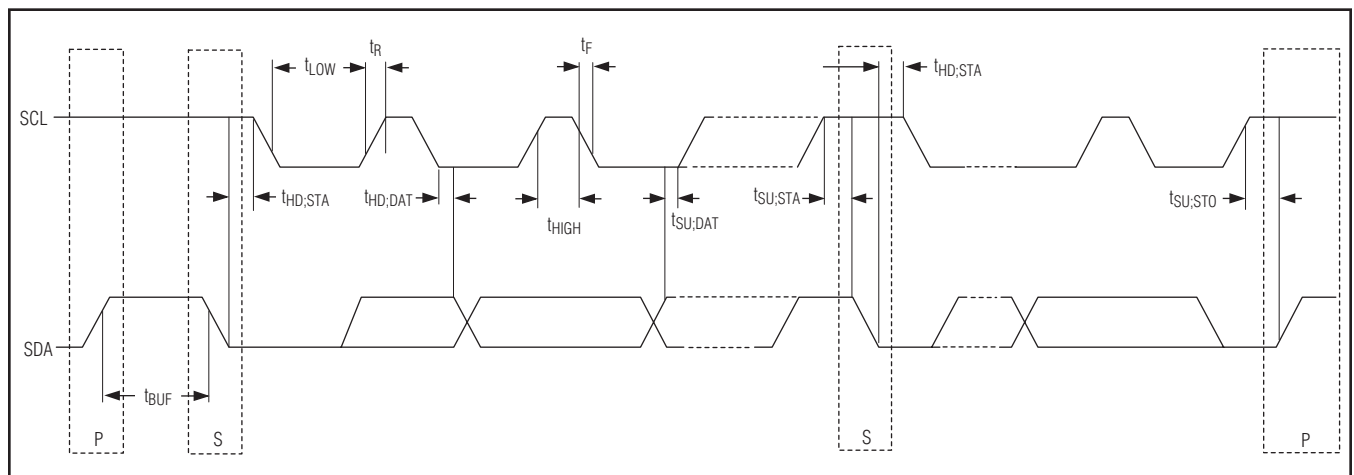 tR
tF
tLOW
tHD;STA
SCL
tHD;STA
tHD;DAT
tHIGH
tSU;DAT
tSU;STA
tSU;STO
SDA
tBUF
P
S
S
P